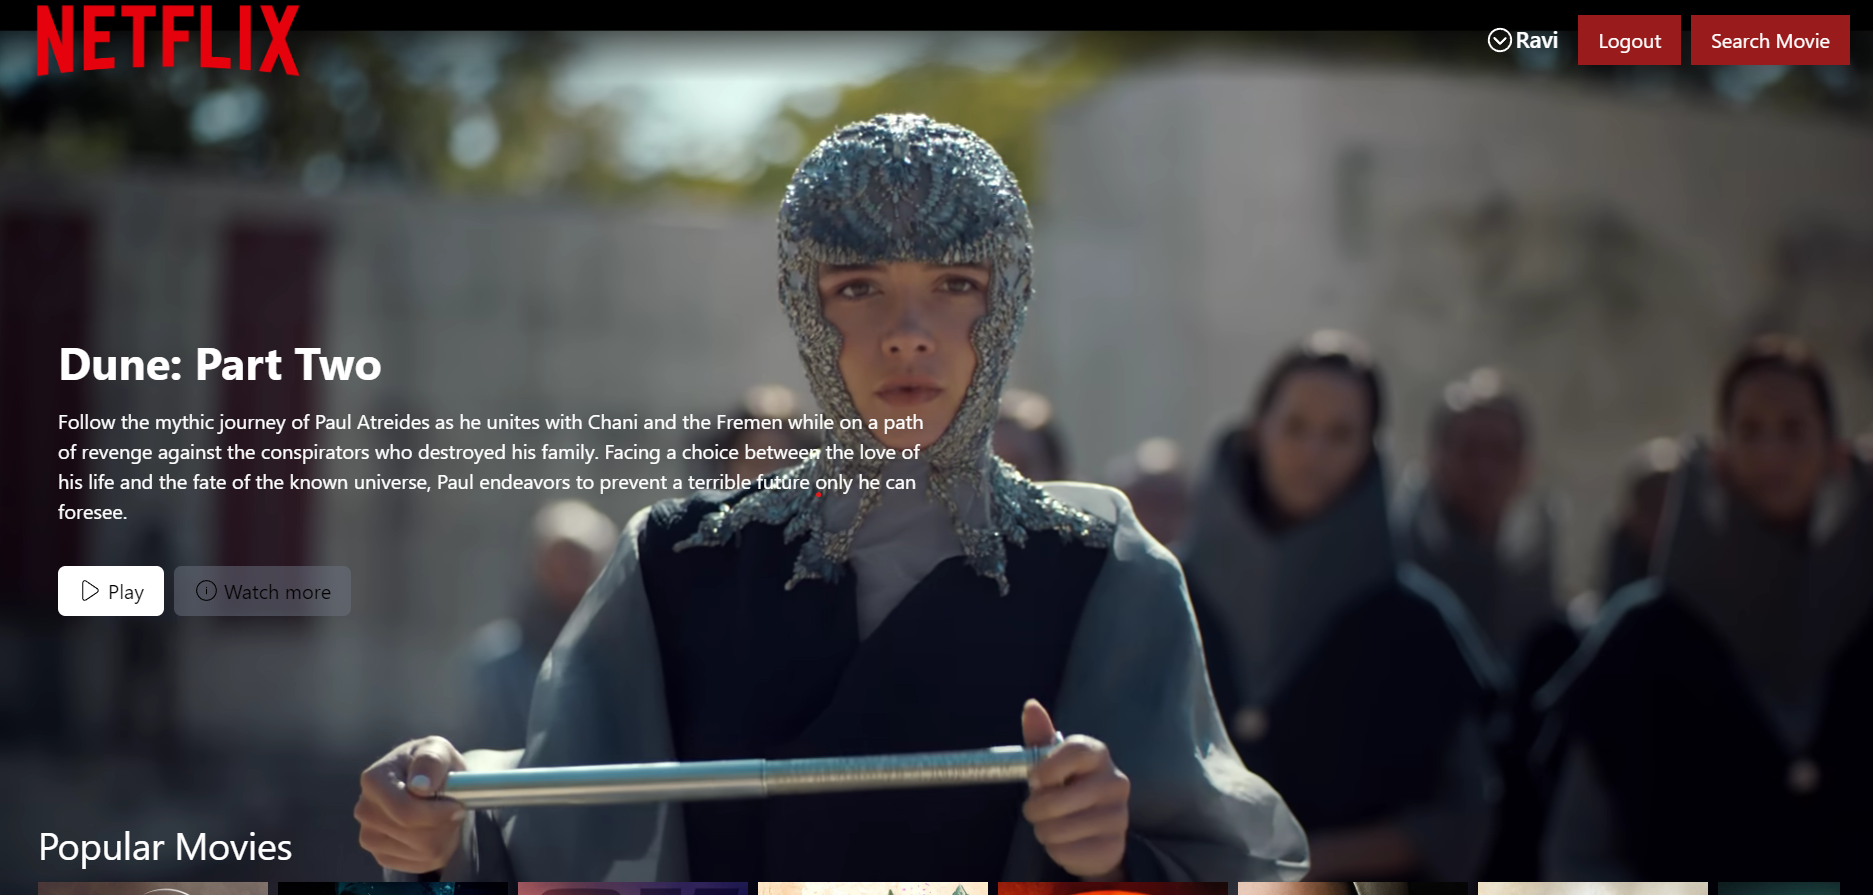 NETFLIX
Ravi
Logout
Search Movie
Dune: Part Two
Follow the mythic journey of Paul Atreides as he unites with Chani and the Fremen while on a path
of revenge against the conspirators who destroyed his family. Facing a choice between the love of
his life and the fate of the known universe, Paul endeavors to prevent a terrible future only he can
foresee.
Play
Watch more
Popular Movies